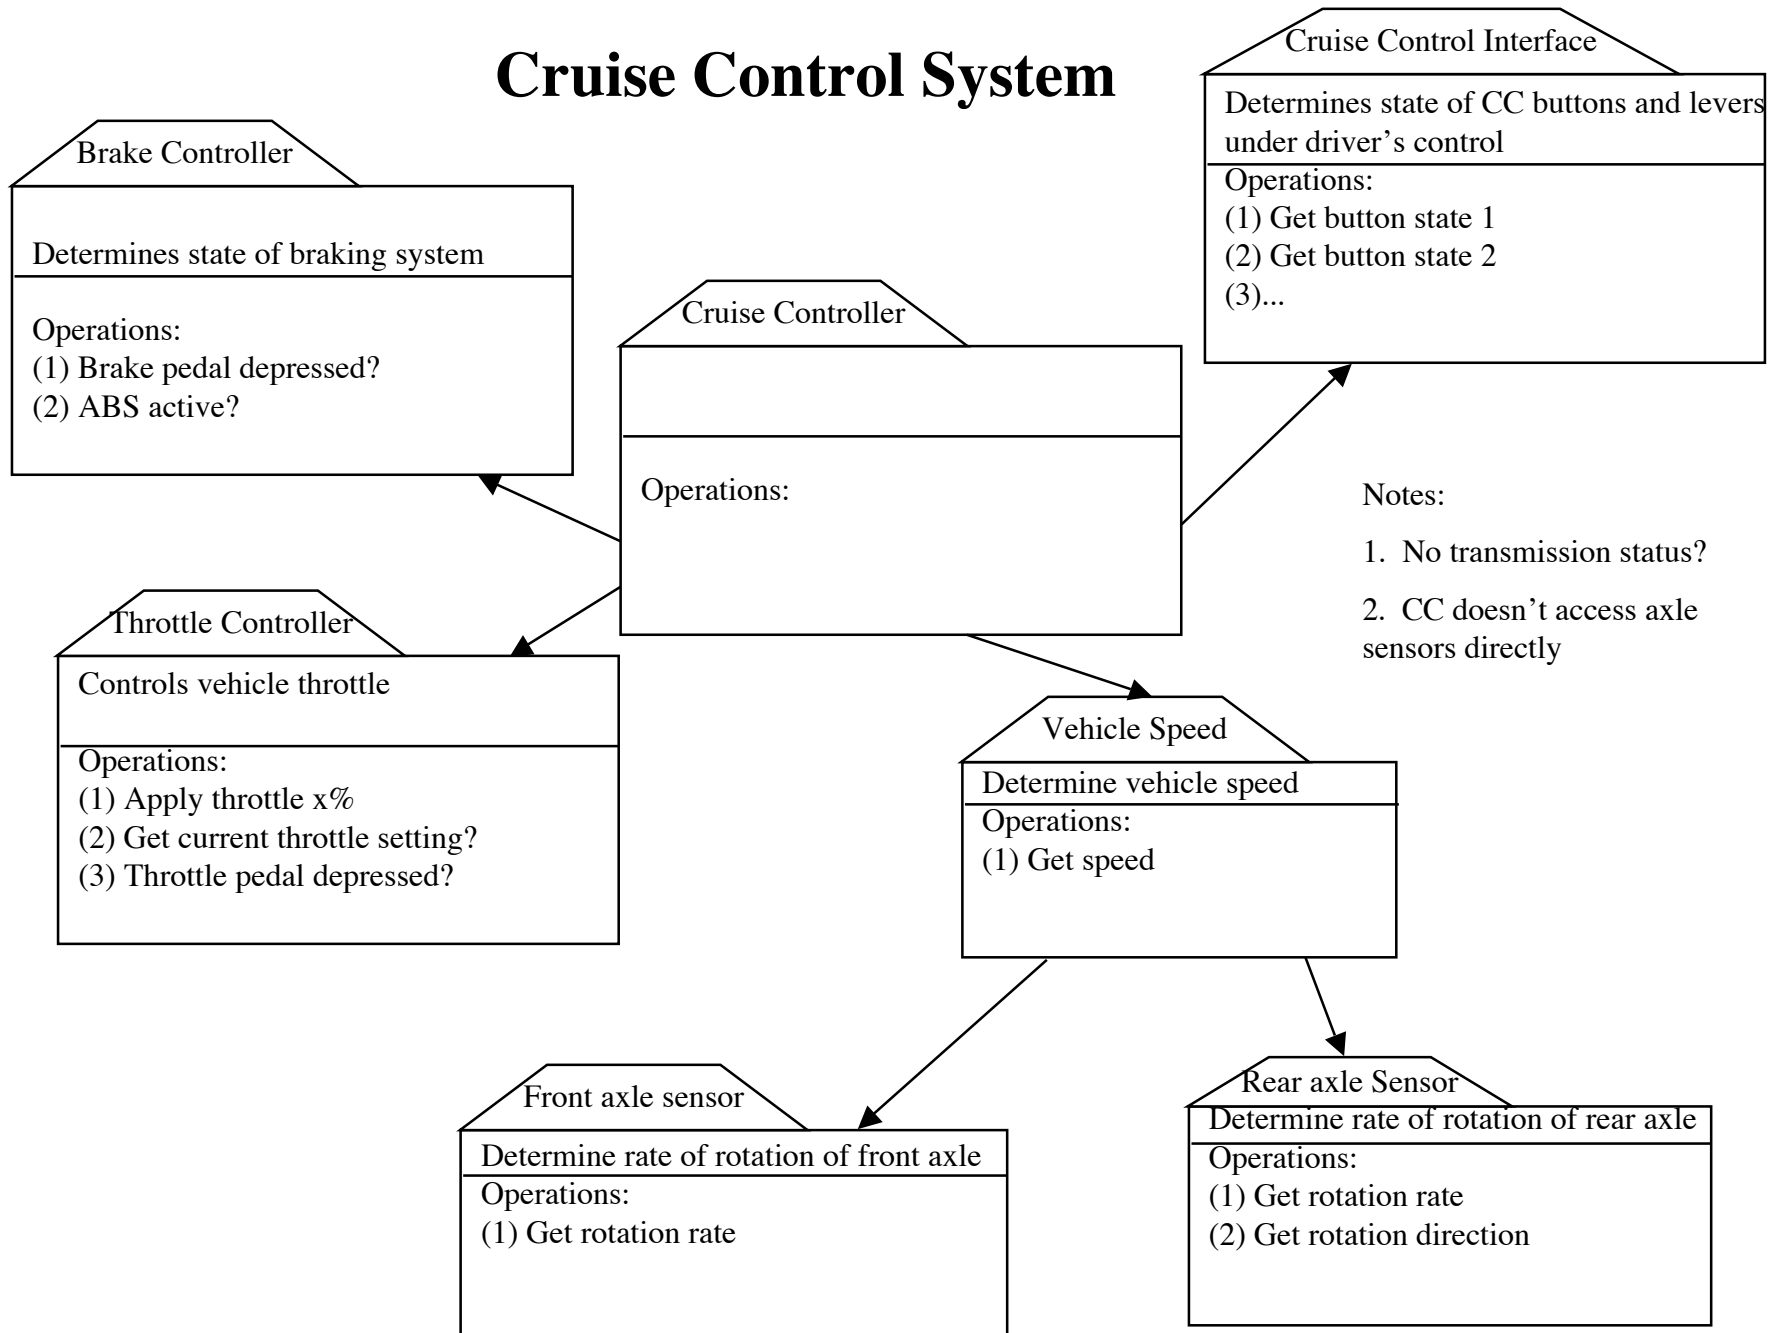 Cruise Control System
Cruise Control Interface
Determines state of CC buttons and levers
under driver’s control
Operations:
(1) Get button state 1
(2) Get button state 2
(3)...
Brake Controller
Determines state of braking system
Operations:
(1) Brake pedal depressed?
(2) ABS active?
Cruise Controller
Operations:
Notes:
1.  No transmission status?
2.  CC doesn’t access axle
sensors directly
Throttle Controller
Controls vehicle throttle
Operations:
(1) Apply throttle x%
(2) Get current throttle setting?
(3) Throttle pedal depressed?
Vehicle Speed
Determine vehicle speed
Operations:
(1) Get speed
Front axle sensor
Determine rate of rotation of front axle
Operations:
(1) Get rotation rate
Rear axle Sensor
Determine rate of rotation of rear axle
Operations:
(1) Get rotation rate
(2) Get rotation direction